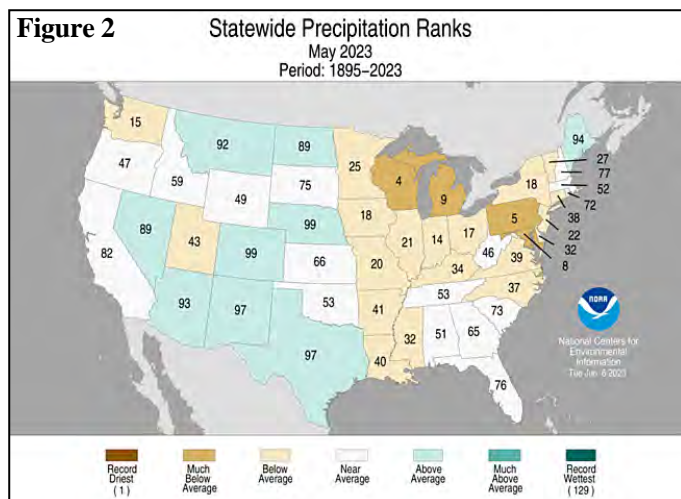 Figure 2
Statewide Precipitation Ranks
May 2023
Period: 1895–2023
15
92
89
25
94
47
59
49
75
4
9
18
27
77
52
72
38
22
32
8
82
89
43
99
99
18
20
21
14
17
5
46
39
66
34
37
93
97
53
41
53
73
97
40
32
51
65
76
NOAA
National Centers for
Environmental
Information
Tue Jun 6 2023
Record
Driest
(1)
Much
Below
Average
Below
Average
Near
Average
Above
Average
Much
Above
Average
Record
Wettest
(129)